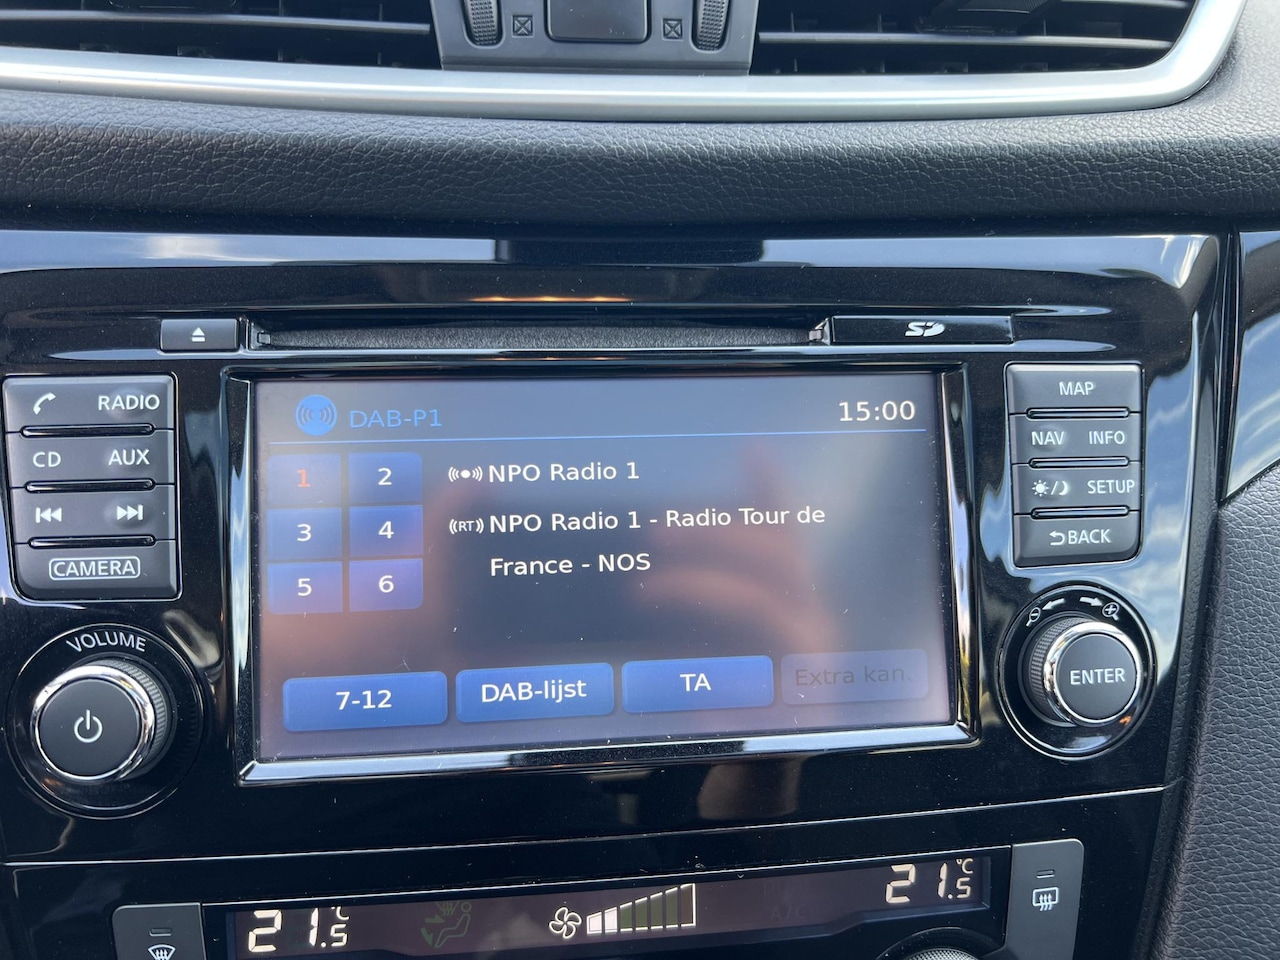 SD
RADIO
CD AUX
CAMERA
VOLUME
DAB-P1 15:00
1 2
3 4
5 6
NPO Radio 1
(RT) NPO Radio 1 - Radio Tour de
France - NOS
7-12 DAB-lijst TA Extra kan.
MAP
NAV INFO
SETUP
BACK
ENTER
21.5 °C
21.5 °C